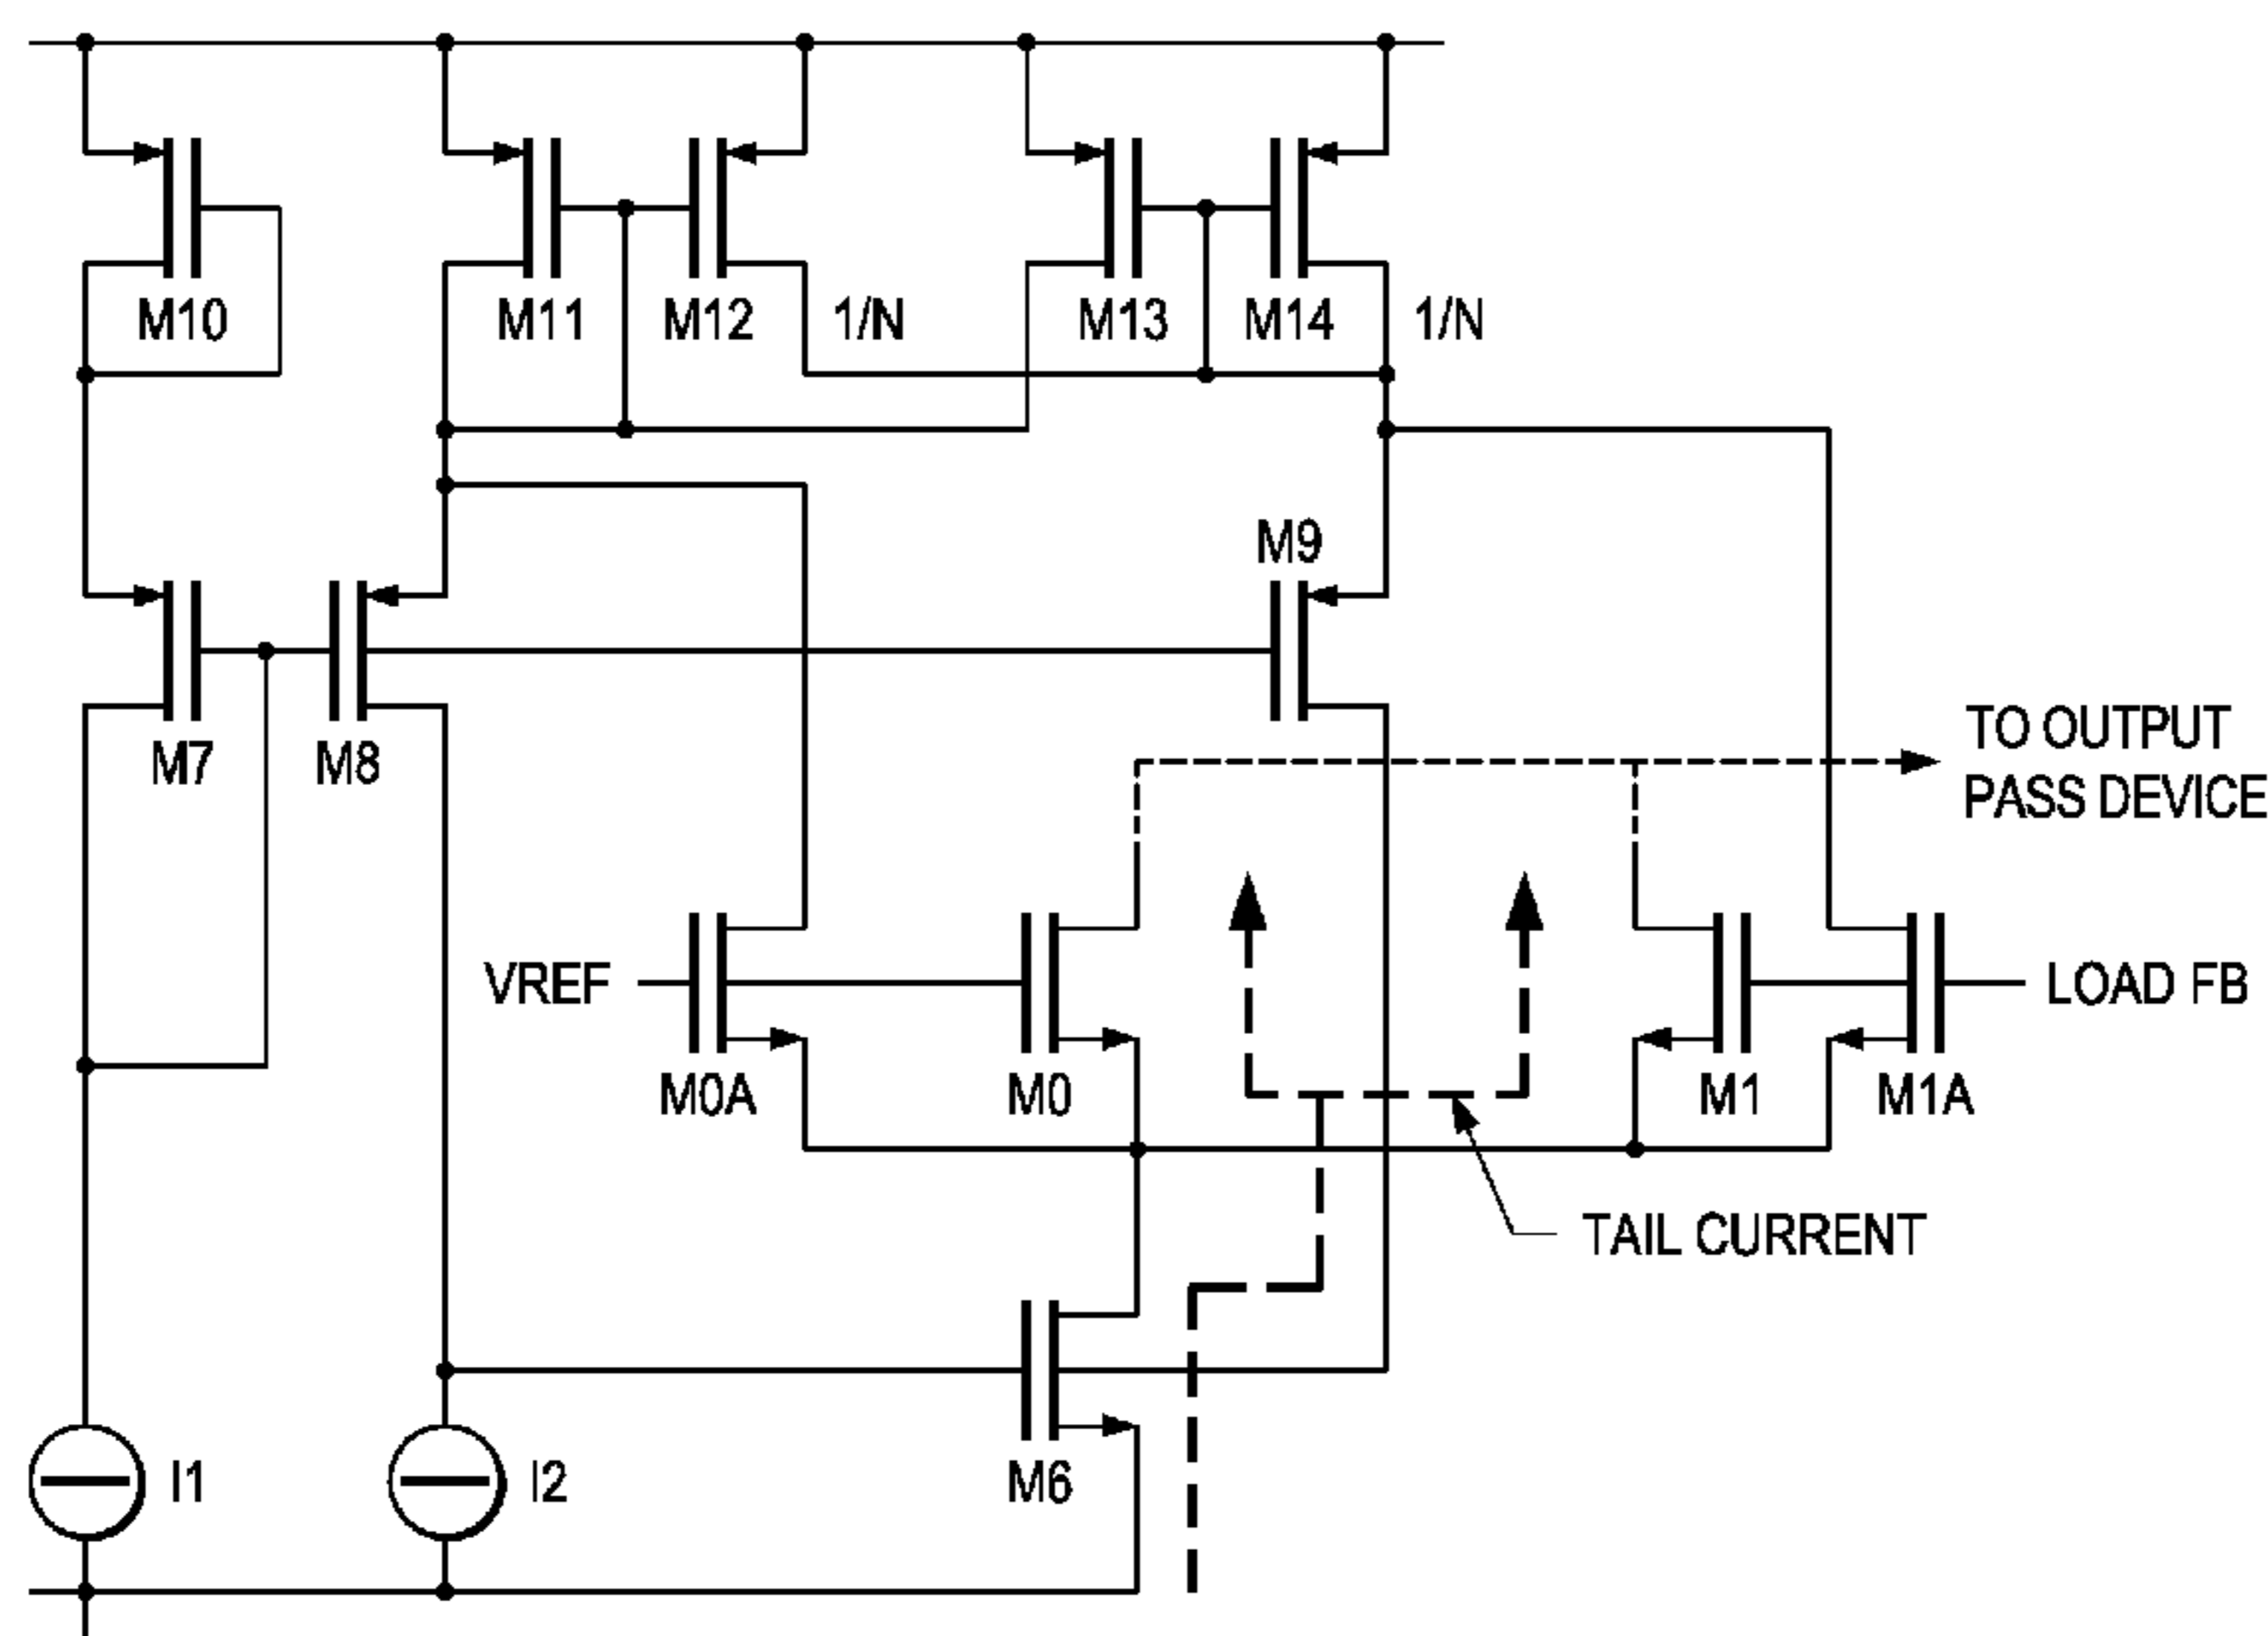 M10
M11
M12
1/N
M13
M14
1/N
M9
M7
M8
TO OUTPUT
PASS DEVICE
VREF
LOAD FB
M0A
M0
M1
M1A
TAIL CURRENT
I1
I2
M6